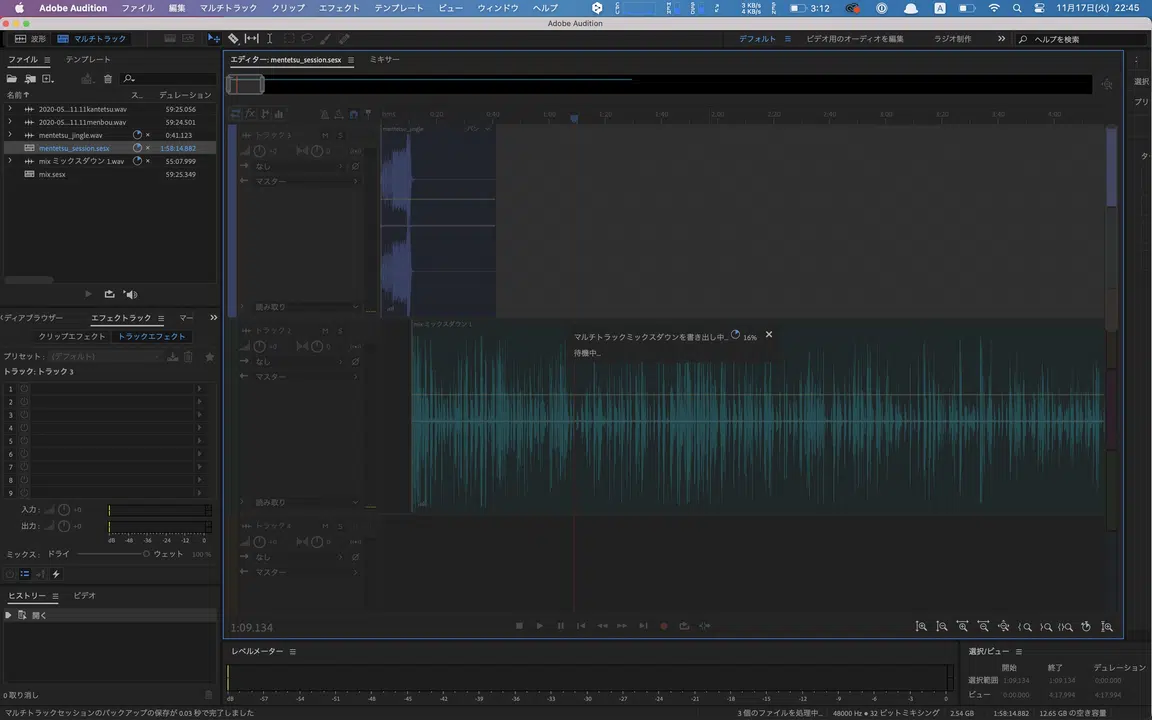 Adobe Audition ファイル 編集 マルチトラック クリップ エフェクト テンプレート ビュー ウィンドウ ヘルプ 3 KB/s 4 KB/s 3:12 A 11月17日(火) 22:45
Adobe Audition
波形 マルチトラック デフォルト ビデオ用のオーディオを編集 ラジオ制作 ヘルプを検索
ファイル テンプレート
エディター: mentetsu_session.sesx ミキサー
名前 ス... デュレーション
2020-05...11.11kantetsu.wav 59:25.056
2020-05...11.11menbou.wav 59:24.501
mentetsu_jingle.wav 0:41.123
mentetsu_session.sesx 1:58:14.882
mix ミックスダウン 1.wav 55:07.999
mix.sesx 59:25.349
選択
プリ
タ
hms 0:20 0:40 1:00 1:20 1:40 2:00 2:20 2:40 3:00 3:20 3:40 4:00
トラック 3 M S
mentetsu_jingle パン
+2 0
なし
マスター
読み取り
トラック 2 M S
mix ミックスダウン 1
+0 0
なし
マスター
読み取り
トラック 4 M S
+0 0
なし
マスター
マルチトラックミックスダウンを書き出し中... 16%
待機中...
メディアブラウザー エフェクトラック マー
クリップエフェクト トラックエフェクト
プリセット: (デフォルト)
トラック: トラック 3
1
2
3
4
5
6
7
8
9
入力: +0
出力: +0
dB -48 -36 -24 -12 0
ミックス: ドライ ウェット 100 %
ヒストリー ビデオ
開く
0 取り消し
1:09.134
レベルメーター
dB -57 -54 -51 -48 -45 -42 -39 -36 -33 -30 -27 -24 -21 -18 -15 -12 -9 -6 -3 0
選択/ビュー
開始 終了 デュレーション
選択範囲 1:09.134 1:09.134 0:00.000
ビュー 0:00.000 4:17.994 4:17.994
マルチトラックセッションのバックアップの保存が 0.03 秒で完了しました
3 個のファイルを処理中... 48000 Hz • 32 ビットミキシング 2.54 GB 1:58:14.882 12.65 GB の空き容量